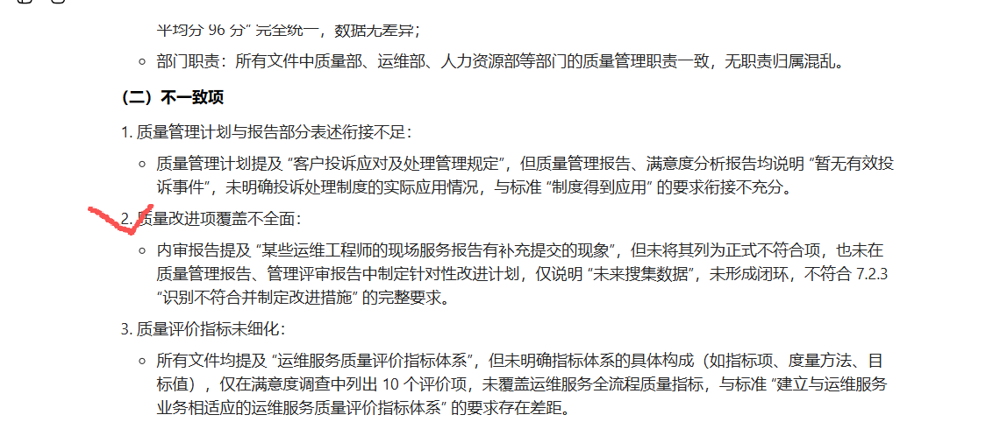 平均分 96 分” 完全统一，数据无差异；
部门职责：所有文件中质量部、运维部、人力资源部等部门的质量管理职责一致，无职责归属混乱。
（二）不一致项
1. 质量管理计划与报告部分表述衔接不足：
质量管理计划提及 “客户投诉应对及处理管理规定”，但质量管理报告、满意度分析报告均说明 “暂无有效投
诉事件”，未明确投诉处理制度的实际应用情况，与标准 “制度得到应用” 的要求衔接不充分。
2. 质量改进项覆盖不全面：
内审报告提及 “某些运维工程师的现场服务报告有补充提交的现象”，但未将其列为正式不符合项，也未在
质量管理报告、管理评审报告中制定针对性改进计划，仅说明 “未来搜集数据”，未形成闭环，不符合 7.2.3
“识别不符合并制定改进措施” 的完整要求。
3. 质量评价指标未细化：
所有文件均提及 “运维服务质量评价指标体系”，但未明确指标体系的具体构成（如指标项、度量方法、目
标值），仅在满意度调查中列出 10 个评价项，未覆盖运维服务全流程质量指标，与标准 “建立与运维服务
业务相适应的运维服务质量评价指标体系” 的要求存在差距。